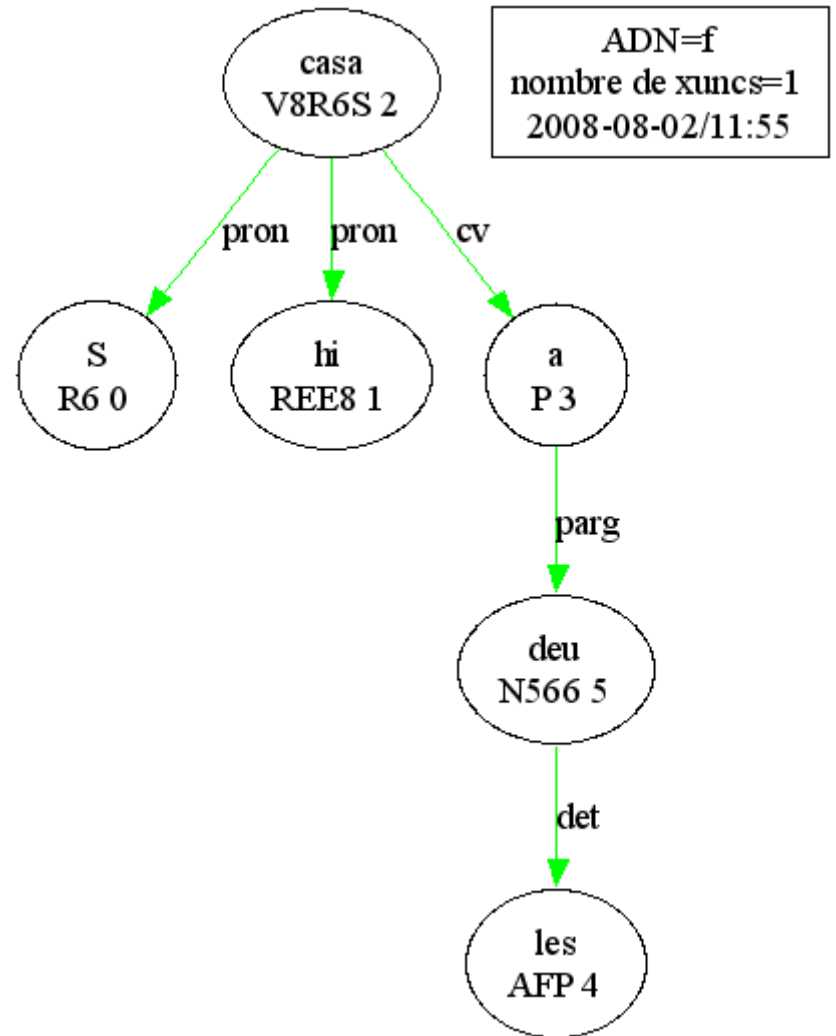 casa
V8R6S 2
ADN=f
nombre de xuncs=1
2008-08-02/11:55
pron
pron
cv
S
R6 0
hi
REE8 1
a
P 3
parg
deu
N566 5
det
les
AFP 4